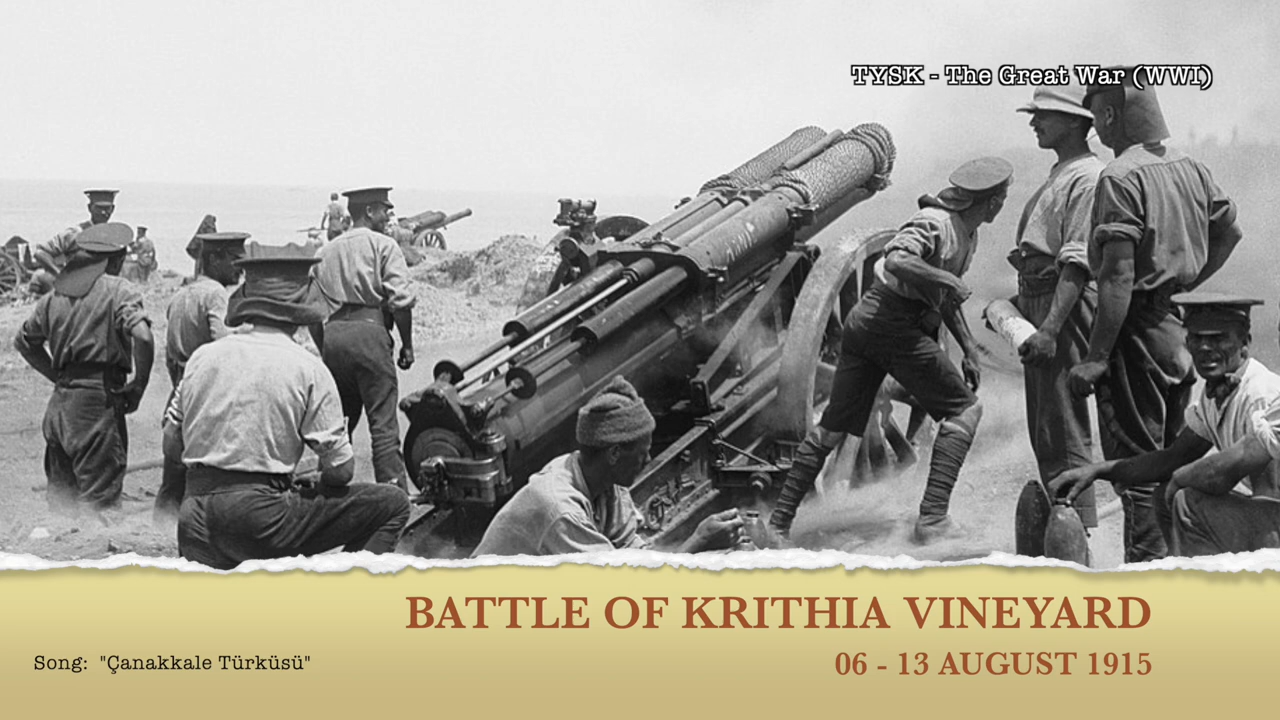 TYSK - The Great War (WWI)
BATTLE OF KRITHIA VINEYARD
06 - 13 AUGUST 1915
Song: "Çanakkale Türküsü"